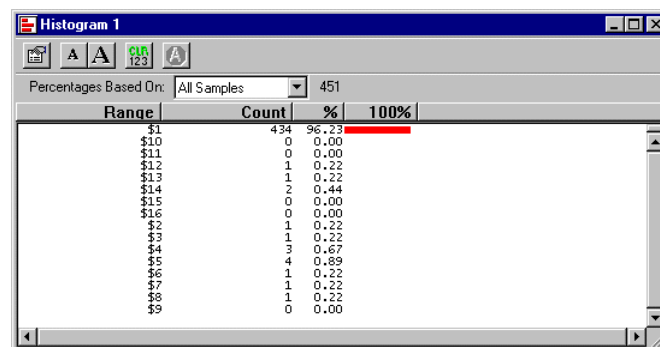 Histogram 1
A A CLR 123 A
Percentages Based On: All Samples 451
Range Count % 100%
$1 434 96.23
$10 0 0.00
$11 0 0.00
$12 1 0.22
$13 1 0.22
$14 2 0.44
$15 0 0.00
$16 0 0.00
$2 1 0.22
$3 1 0.22
$4 3 0.67
$5 4 0.89
$6 1 0.22
$7 1 0.22
$8 1 0.22
$9 0 0.00